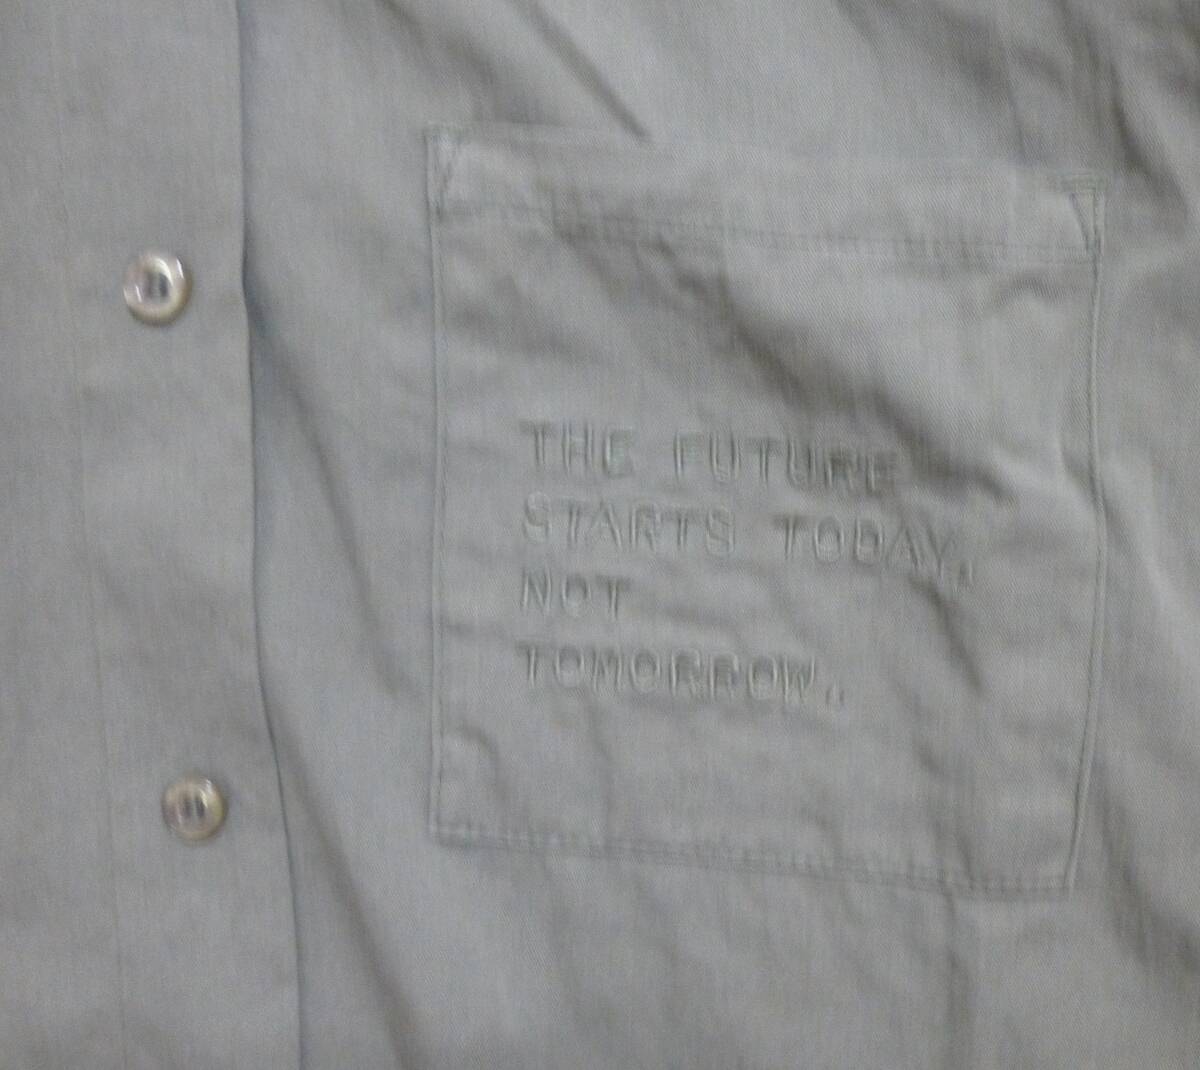 THE FUTURE
STARTS TODAY,
NOT
TOMORROW.